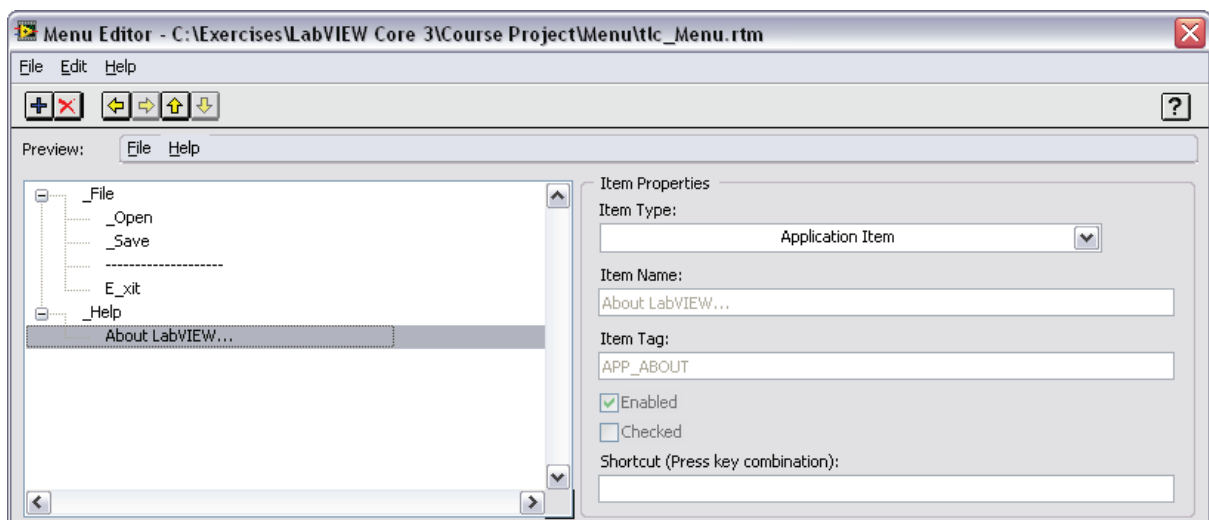 Menu Editor - C:\Exercises\LabVIEW Core 3\Course Project\Menu\tlc_Menu.rtm
File Edit Help
?
Preview: File Help
_File
_Open
_Save
--------------------
E_xit
_Help
About LabVIEW...
Item Properties
Item Type:
Application Item
Item Name:
About LabVIEW...
Item Tag:
APP_ABOUT
Enabled
Checked
Shortcut (Press key combination):